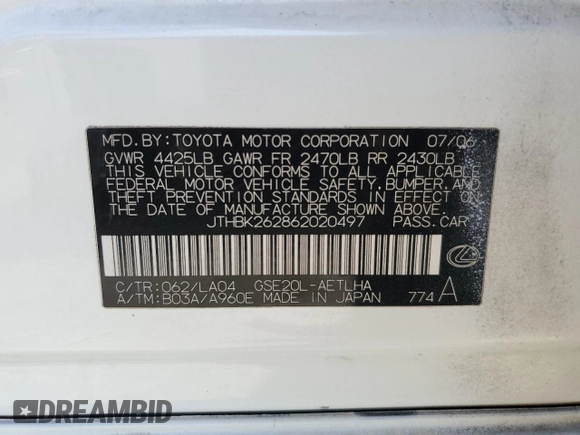 MFD. BY: TOYOTA MOTOR CORPORATION 07/06
GVWR 4425LB GAWR FR 2470LB RR 2430LB
THIS VEHICLE CONFORMS TO ALL APPLICABLE
FEDERAL MOTOR VEHICLE SAFETY, BUMPER, AND
THEFT PREVENTION STANDARDS IN EFFECT ON
THE DATE OF MANUFACTURE SHOWN ABOVE.
JTHBK262862020497 PASS. CAR
C/TR: 062/LA04 GSE20L-AETLHA
A/TM: B03A/A960E MADE IN JAPAN 774 A
DREAMBID